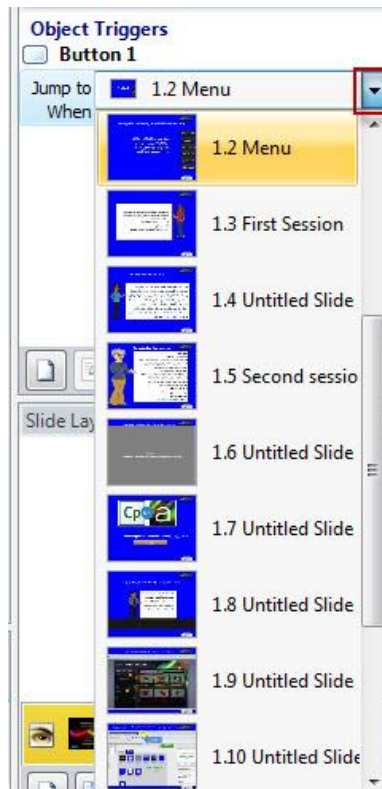 Object Triggers
Button 1
Jump to 1.2 Menu
When
1.2 Menu
1.3 First Session
1.4 Untitled Slide
1.5 Second sessio
Slide Lay
1.6 Untitled Slide
1.7 Untitled Slide
Cp a
1.8 Untitled Slide
1.9 Untitled Slide
1.10 Untitled Slide